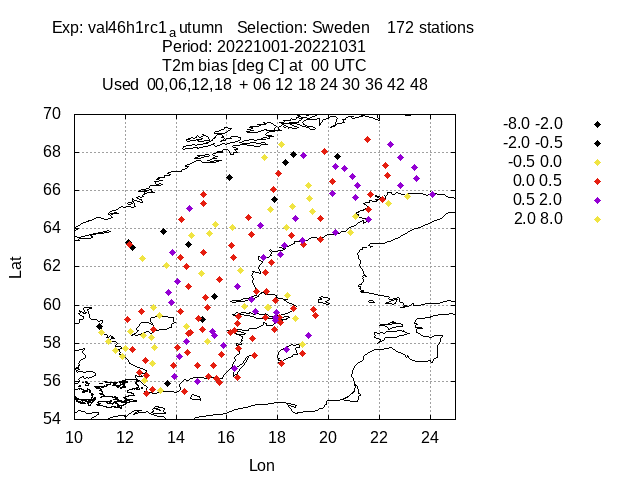 Exp: val46h1rc1a utumn   Selection: Sweden    172 stations
Period: 20221001-20221031
T2m bias [deg C] at  00 UTC
Used  00,06,12,18  + 06 12 18 24 30 36 42 48
70
68
66
64
62
60
58
56
54
Lat
10 12 14 16 18 20 22 24
Lon
-8.0 -2.0
-2.0 -0.5
-0.5 0.0
0.0 0.5
0.5 2.0
2.0 8.0